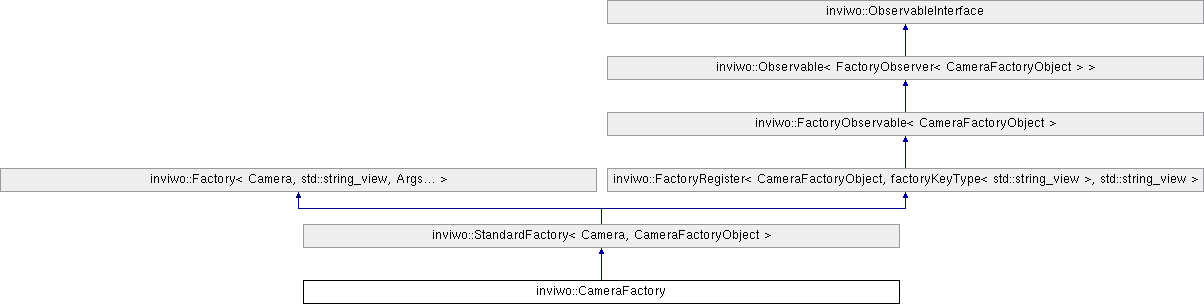 inviwo::ObservableInterface
inviwo::Observable< FactoryObserver< CameraFactoryObject > >
inviwo::FactoryObservable< CameraFactoryObject >
inviwo::Factory< Camera, std::string_view, Args... >
inviwo::FactoryRegister< CameraFactoryObject, factoryKeyType< std::string_view >, std::string_view >
inviwo::StandardFactory< Camera, CameraFactoryObject >
inviwo::CameraFactory